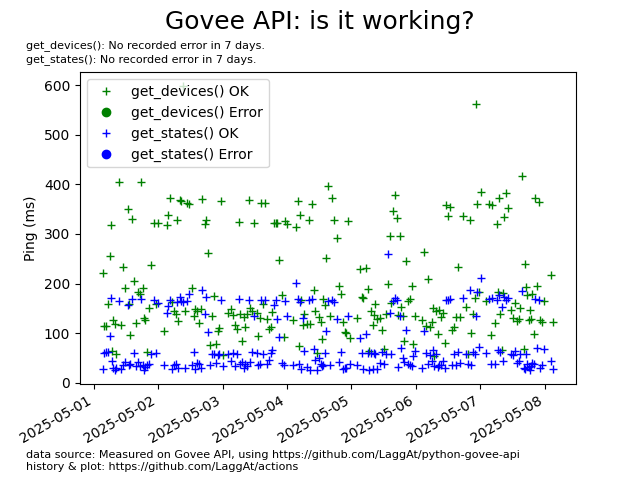 Govee API: is it working?
get_devices(): No recorded error in 7 days.
get_states(): No recorded error in 7 days.
get_devices() OK
get_devices() Error
get_states() OK
get_states() Error
Ping (ms)
600
500
400
300
200
100
0
2025-05-01
2025-05-02
2025-05-03
2025-05-04
2025-05-05
2025-05-06
2025-05-07
2025-05-08
data source: Measured on Govee API, using https://github.com/LaggAt/python-govee-api
history & plot: https://github.com/LaggAt/actions